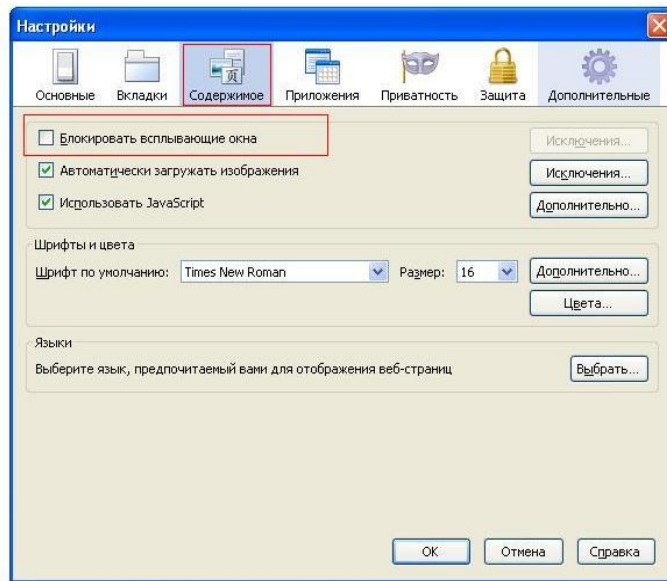 Настройки
Основные Вкладки Содержимое Приложения Приватность Защита Дополнительные
Блокировать всплывающие окна Исключения...
Автоматически загружать изображения Исключения...
Использовать JavaScript Дополнительно...
Шрифты и цвета
Шрифт по умолчанию: Times New Roman Размер: 16 Дополнительно...
Цвета...
Языки
Выберите язык, предпочитаемый вами для отображения веб-страниц Выбрать...
OK Отмена Справка